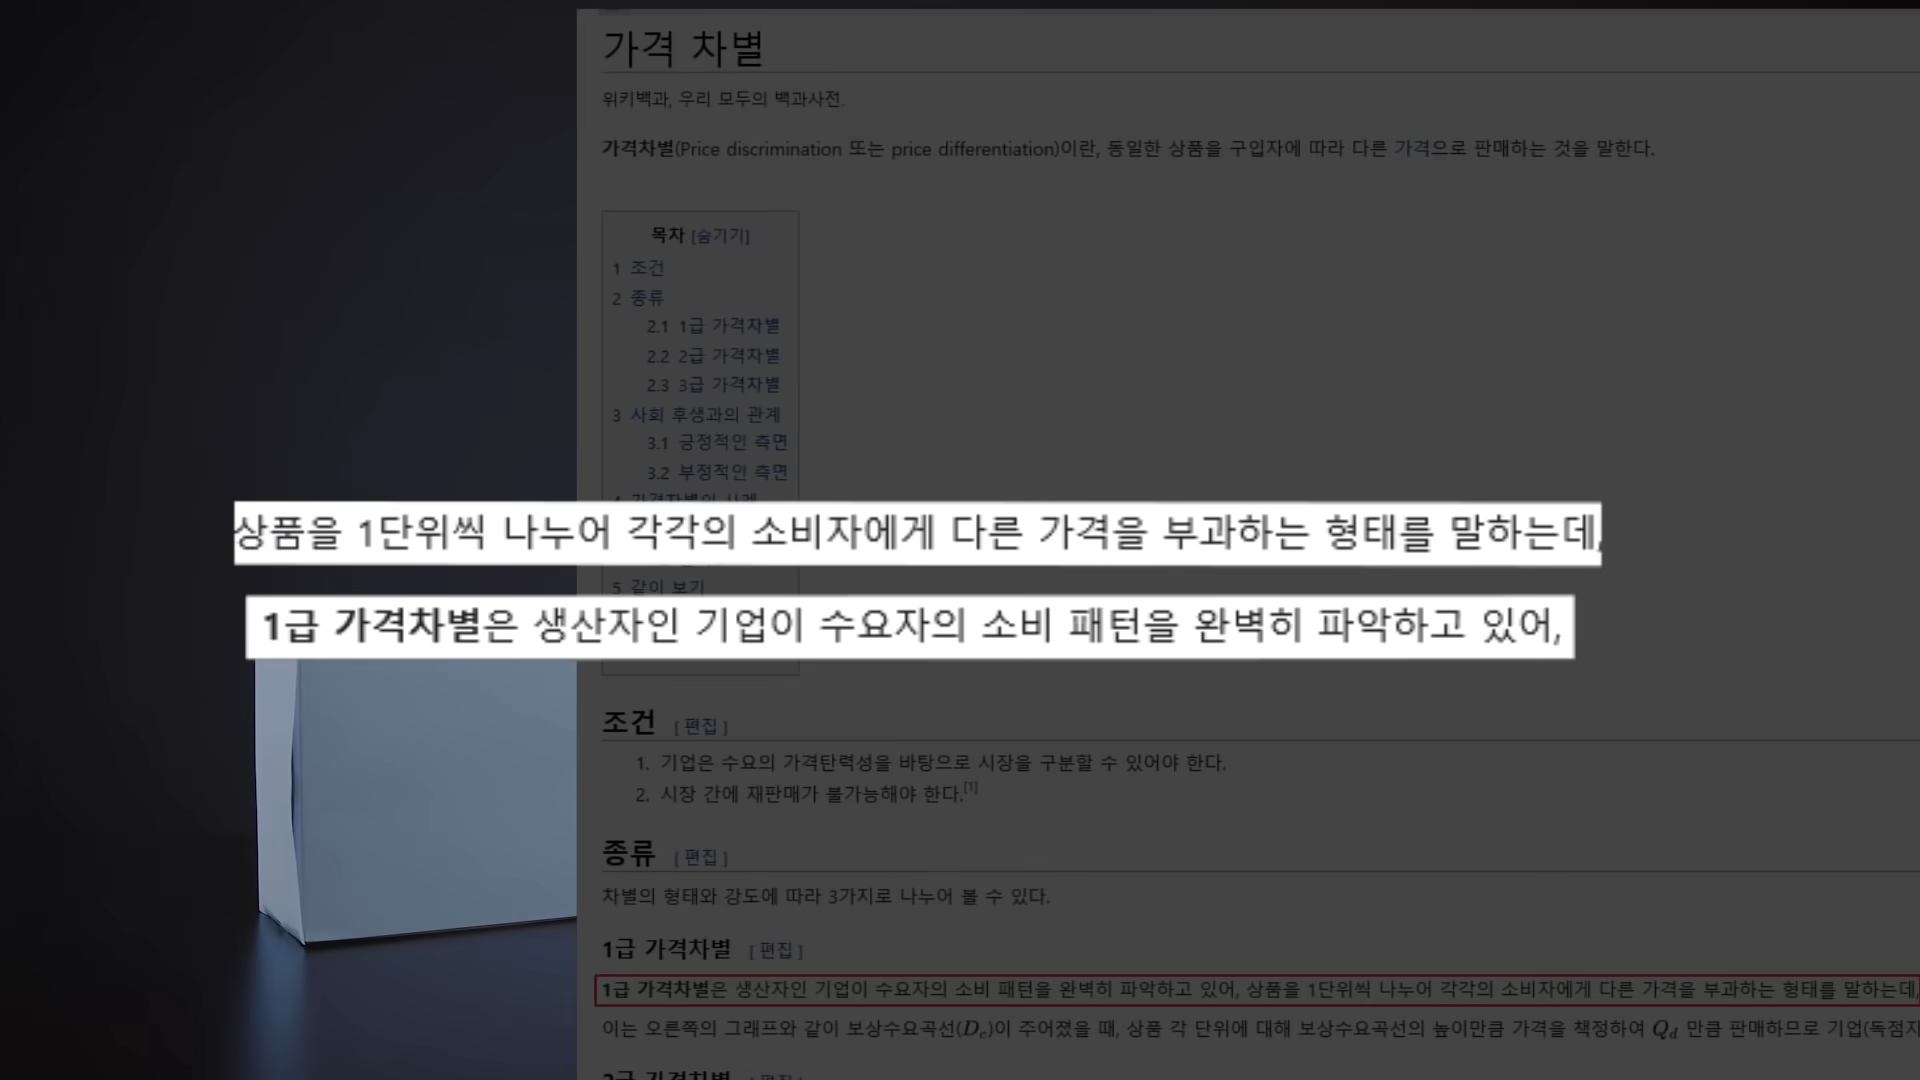 가격 차별
위키백과, 우리 모두의 백과사전.
가격차별(Price discrimination 또는 price differentiation)이란, 동일한 상품을 구입자에 따라 다른 가격으로 판매하는 것을 말한다.
목차 [숨기기]
1 조건
2 종류
2.1 1급 가격차별
2.2 2급 가격차별
2.3 3급 가격차별
3 사회 후생과의 관계
3.1 긍정적인 측면
3.2 부정적인 측면
4 가격차별의 사례
상품을 1단위씩 나누어 각각의 소비자에게 다른 가격을 부과하는 형태를 말하는데,
5 같이 보기
1급 가격차별은 생산자인 기업이 수요자의 소비 패턴을 완벽히 파악하고 있어,
조건 [ 편집 ]
1. 기업은 수요의 가격탄력성을 바탕으로 시장을 구분할 수 있어야 한다.
2. 시장 간에 재판매가 불가능해야 한다.[1]
종류 [ 편집 ]
차별의 형태와 강도에 따라 3가지로 나누어 볼 수 있다.
1급 가격차별 [ 편집 ]
1급 가격차별은 생산자인 기업이 수요자의 소비 패턴을 완벽히 파악하고 있어, 상품을 1단위씩 나누어 각각의 소비자에게 다른 가격을 부과하는 형태를 말하는데,
이는 오른쪽의 그래프와 같이 보상수요곡선(Dc)이 주어졌을 때, 상품 각 단위에 대해 보상수요곡선의 높이만큼 가격을 책정하여 Qd 만큼 판매하므로 기업(독점자
2급 가격차별 [ 편집 ]